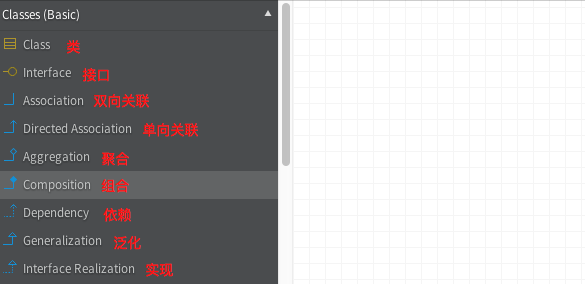 Classes (Basic)
Class 类
Interface 接口
Association 双向关联
Directed Association 单向关联
Aggregation 聚合
Composition 组合
Dependency 依赖
Generalization 泛化
Interface Realization 实现